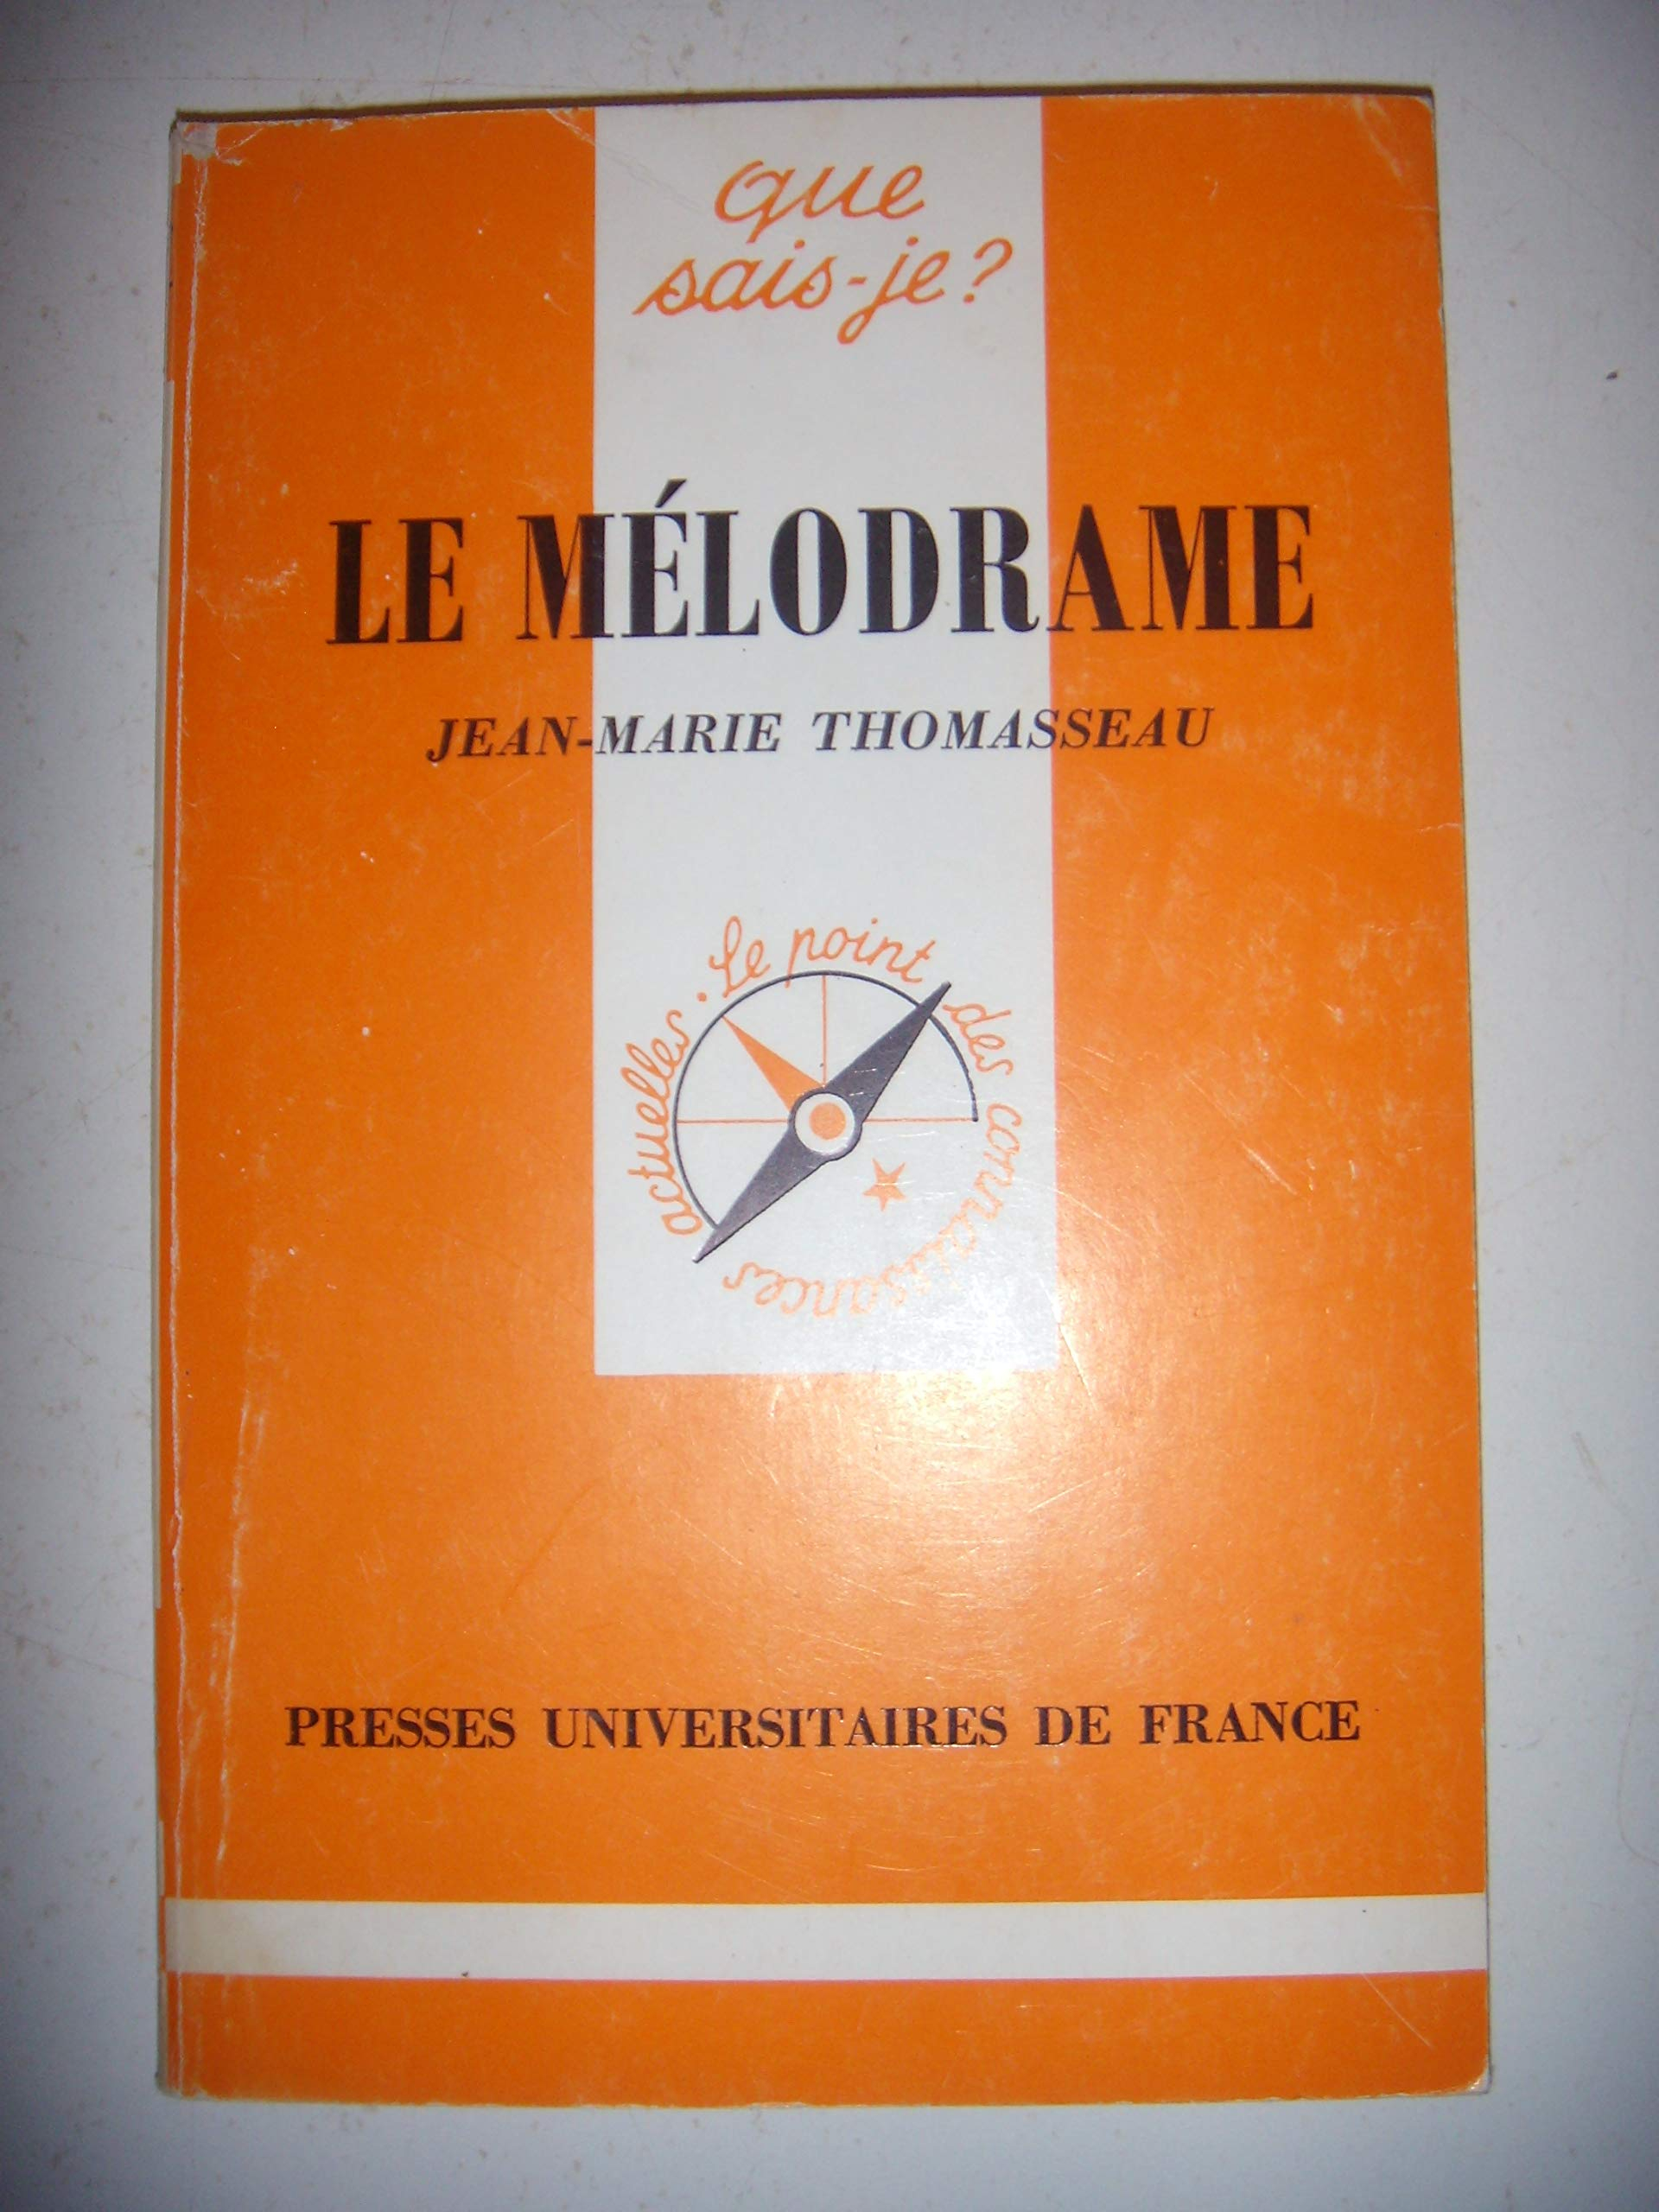 que
sais-je?
LE MÉLODRAME
JEAN-MARIE THOMASSEAU
Le point des connaissances actuelles.
PRESSES UNIVERSITAIRES DE FRANCE